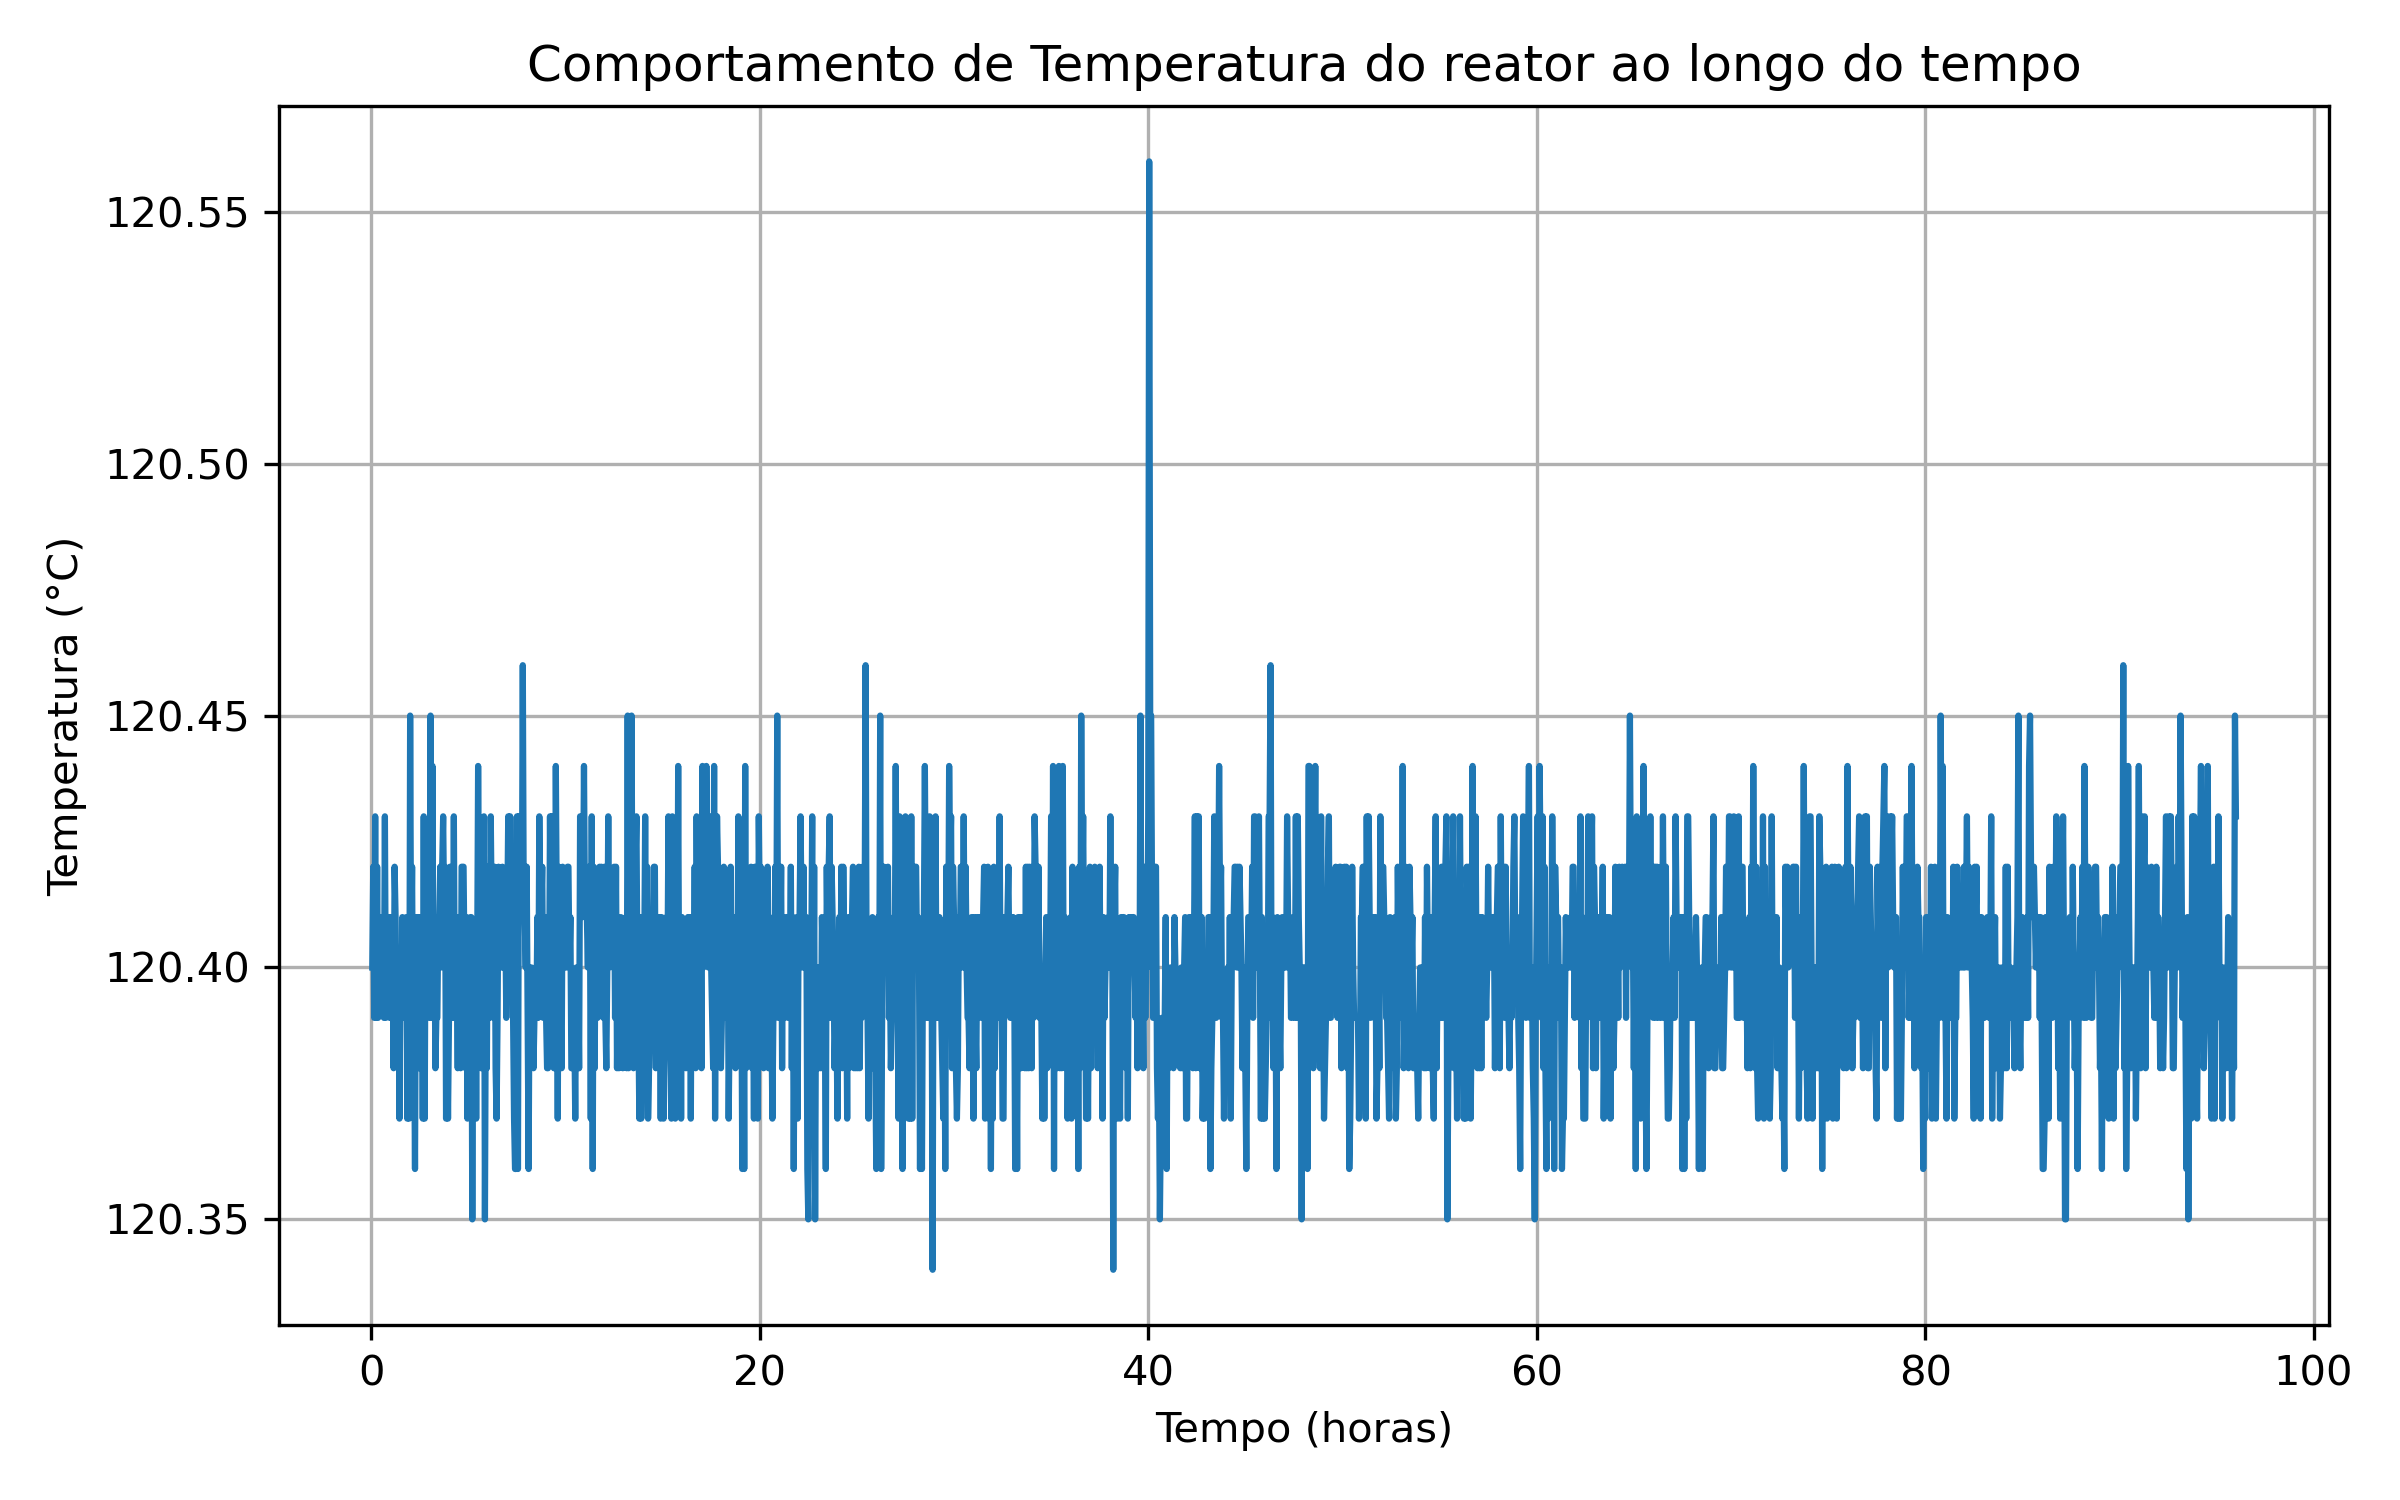 Comportamento de Temperatura do reator ao longo do tempo
120.55
120.50
120.45
120.40
120.35
Temperatura (°C)
0 20 40 60 80 100
Tempo (horas)